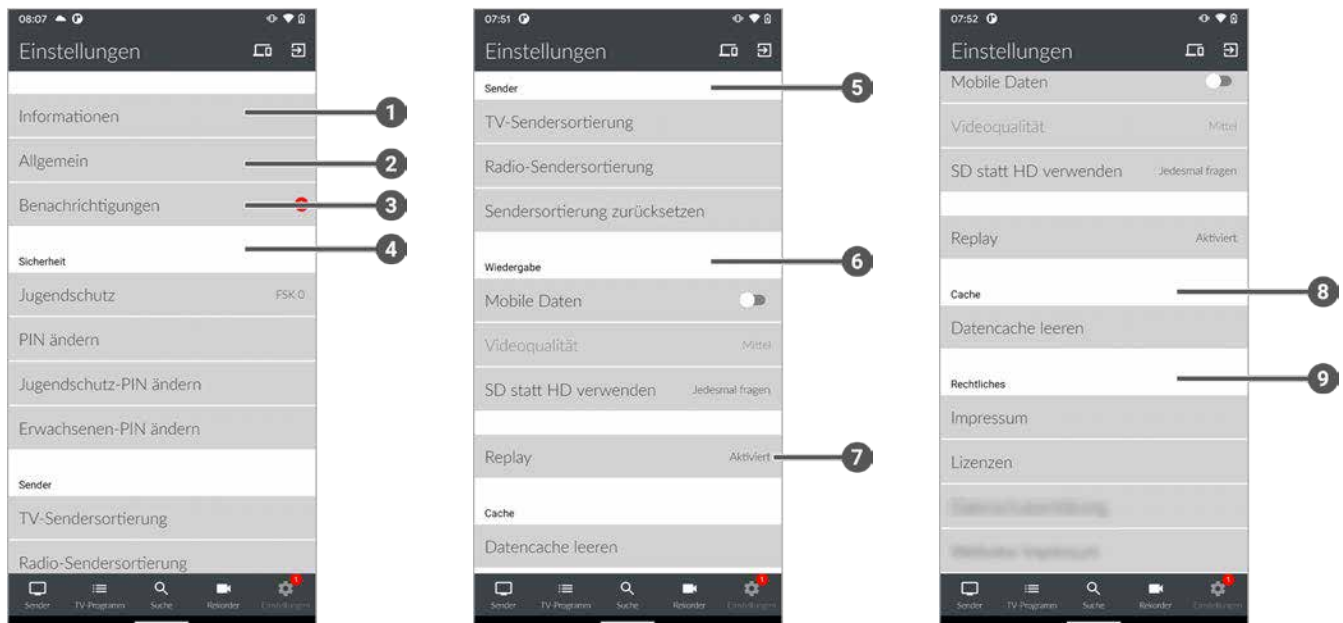 08:07
Einstellungen
Informationen
1
Allgemein
2
Benachrichtigungen
3
4
Sicherheit
Jugendschutz FSK 0
PIN ändern
Jugendschutz-PIN ändern
Erwachsenen-PIN ändern
Sender
TV-Sendersortierung
Radio-Sendersortierung
1
Sender TV-Programm Suche Rekorder Einstellungen
07:51
Einstellungen
Sender
5
TV-Sendersortierung
Radio-Sendersortierung
Sendersortierung zurücksetzen
Wiedergabe
6
Mobile Daten
Videoqualität Mittel
SD statt HD verwenden Jedesmal fragen
Replay Aktiviert
7
Cache
Datencache leeren
1
Sender TV-Programm Suche Rekorder Einstellungen
07:52
Einstellungen
Mobile Daten
Videoqualität Mittel
SD statt HD verwenden Jedesmal fragen
Replay Aktiviert
Cache
8
Datencache leeren
Rechtliches
9
Impressum
Lizenzen
1
Sender TV-Programm Suche Rekorder Einstellungen